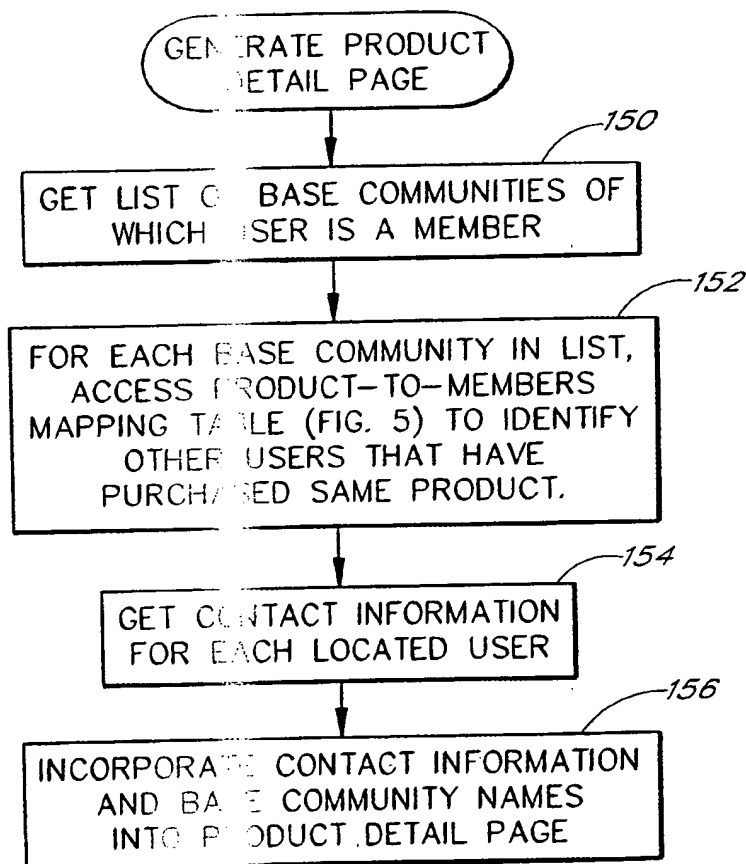 GENERATE PRODUCT
DETAIL PAGE
150
GET LIST OF BASE COMMUNITIES OF
WHICH USER IS A MEMBER
152
FOR EACH BASE COMMUNITY IN LIST,
ACCESS PRODUCT-TO-MEMBERS
MAPPING TABLE (FIG. 5) TO IDENTIFY
OTHER USERS THAT HAVE
PURCHASED SAME PRODUCT.
154
GET CONTACT INFORMATION
FOR EACH LOCATED USER
156
INCORPORATE CONTACT INFORMATION
AND BASE COMMUNITY NAMES
INTO PRODUCT DETAIL PAGE